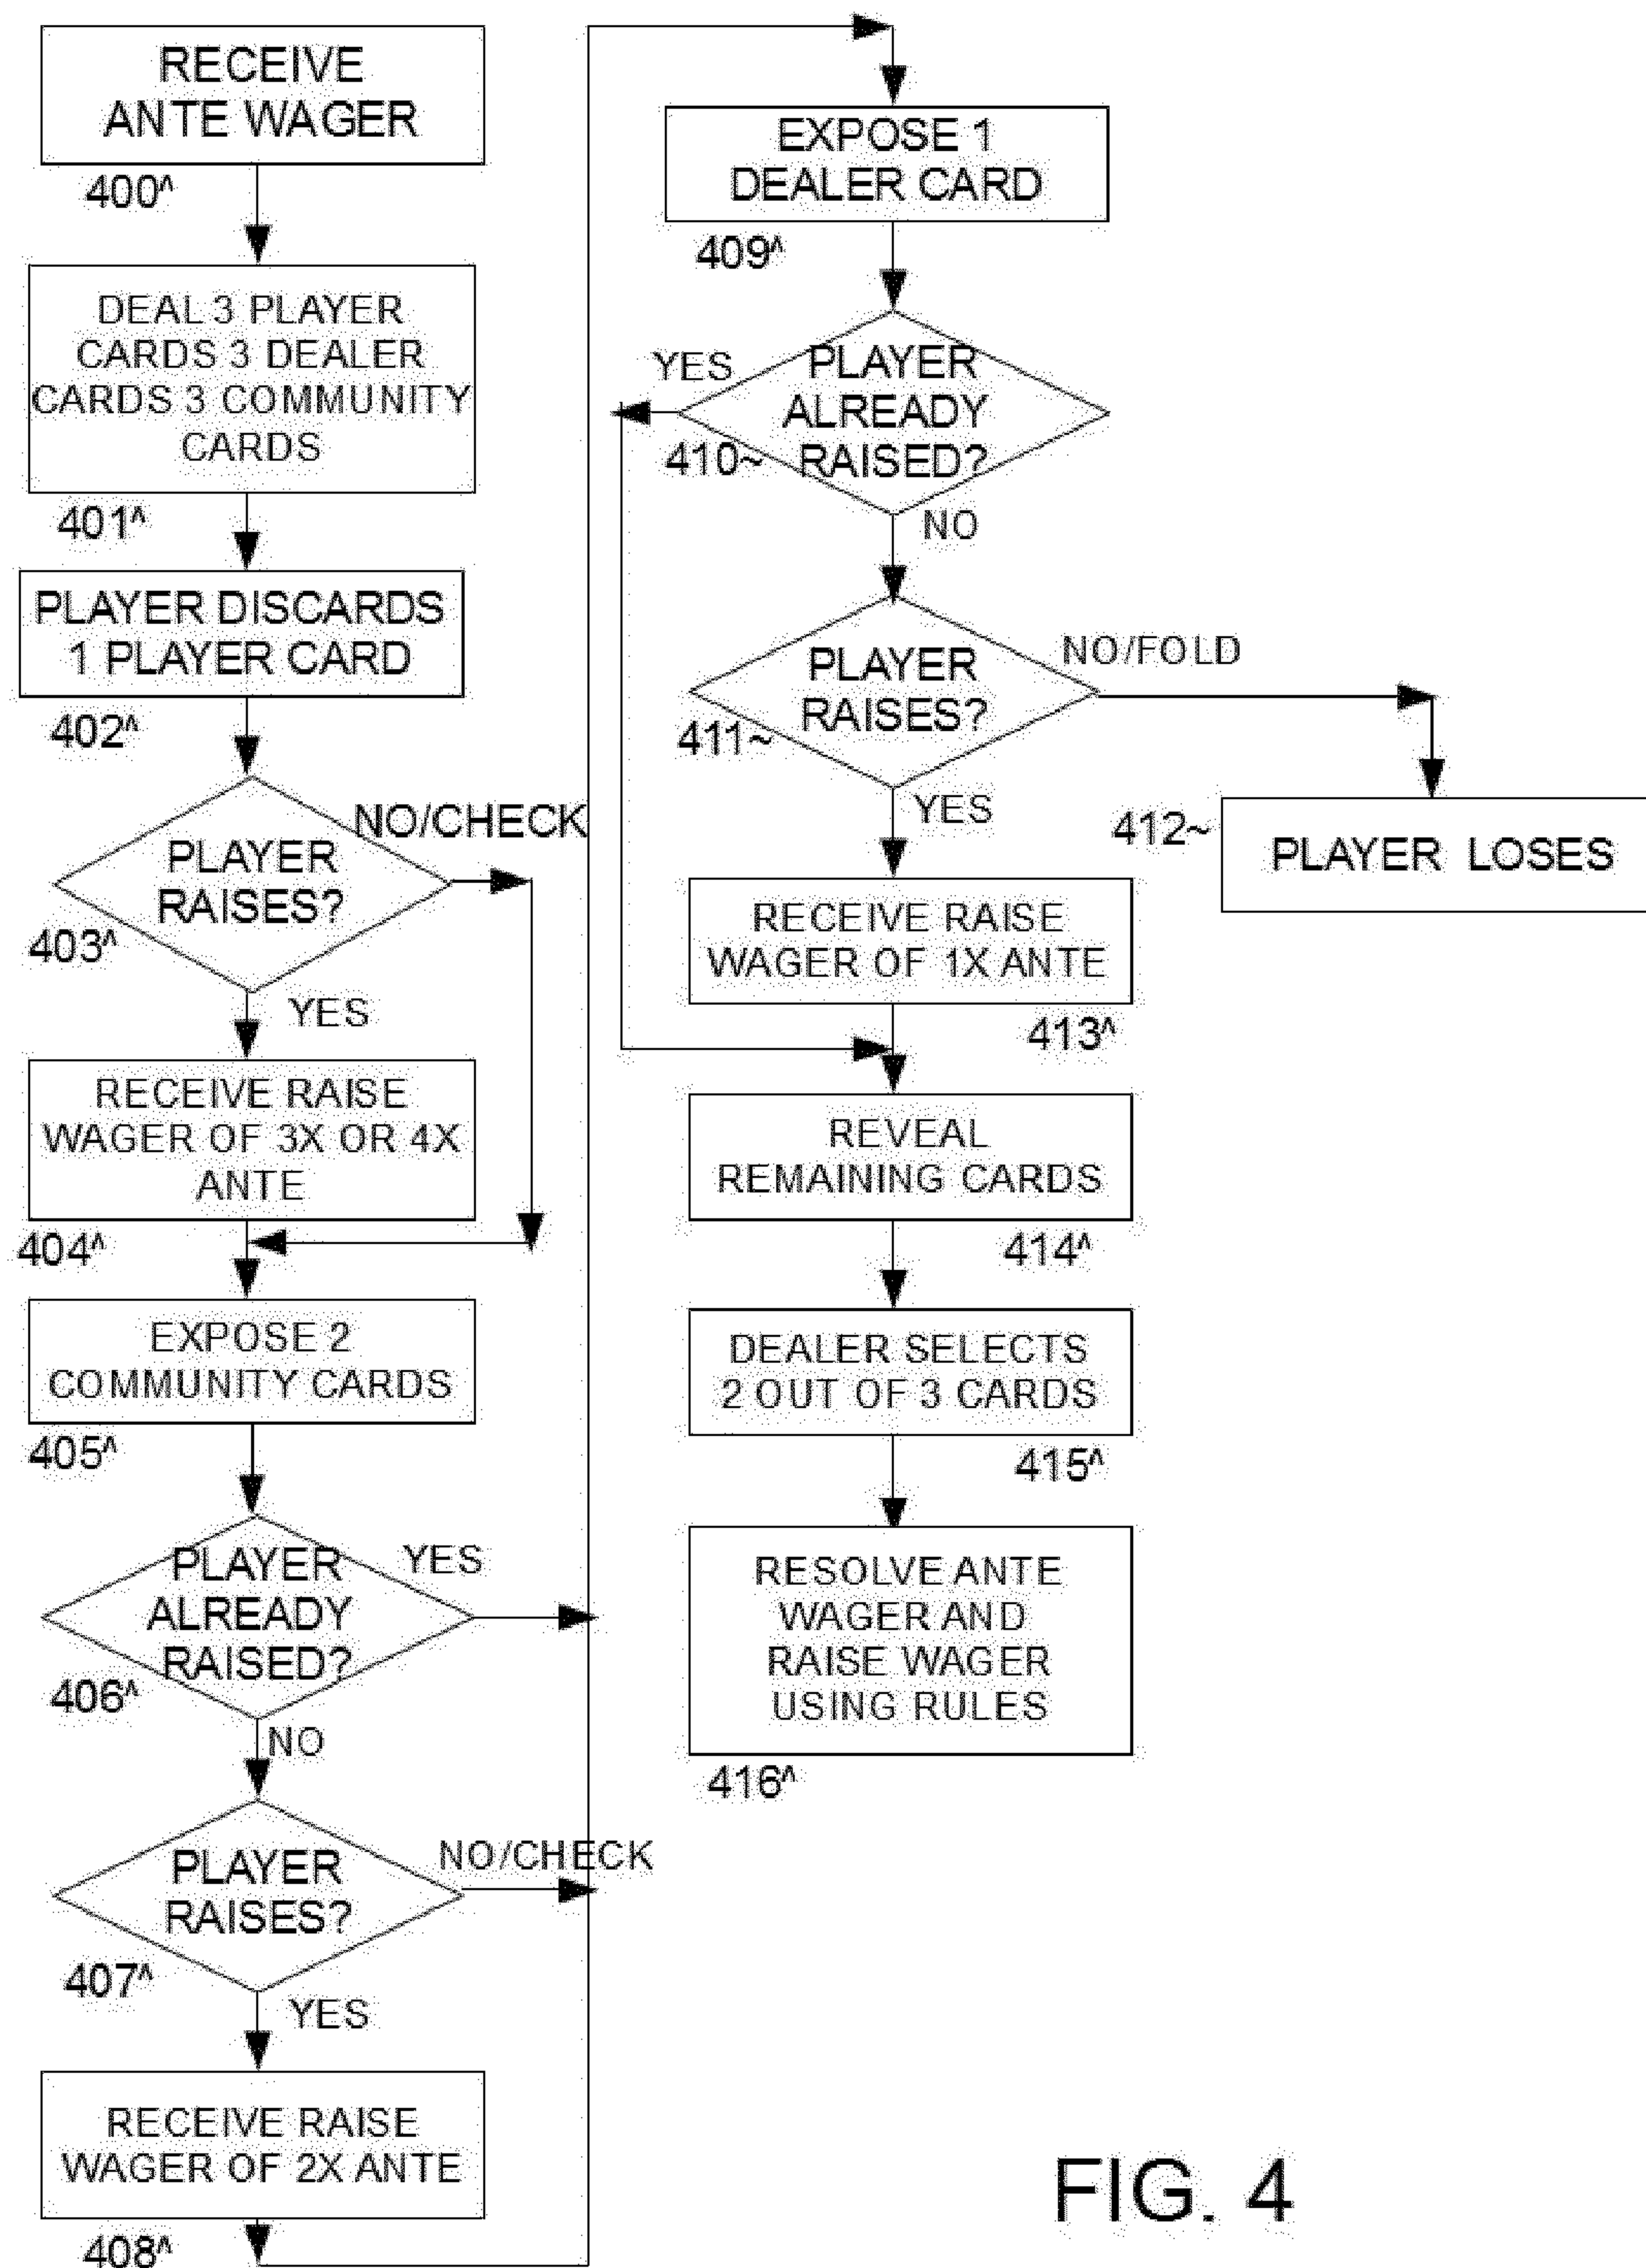 RECEIVE
ANTE WAGER
400^
DEAL 3 PLAYER
CARDS 3 DEALER
CARDS 3 COMMUNITY
CARDS
401^
PLAYER DISCARDS
1 PLAYER CARD
402^
NO/CHECK
PLAYER
RAISES?
403^
YES
RECEIVE RAISE
WAGER OF 3X OR 4X
ANTE
404^
EXPOSE 2
COMMUNITY CARDS
405^
PLAYER
ALREADY
RAISED?
YES
406^
NO
PLAYER
RAISES?
NO/CHECK
407^
YES
RECEIVE RAISE
WAGER OF 2X ANTE
408^
EXPOSE 1
DEALER CARD
409^
YES
PLAYER
ALREADY
RAISED?
410~
NO
PLAYER
RAISES?
NO/FOLD
411~
YES
412~
PLAYER LOSES
RECEIVE RAISE
WAGER OF 1X ANTE
413^
REVEAL
REMAINING CARDS
414^
DEALER SELECTS
2 OUT OF 3 CARDS
415^
RESOLVE ANTE
WAGER AND
RAISE WAGER
USING RULES
416^
FIG. 4